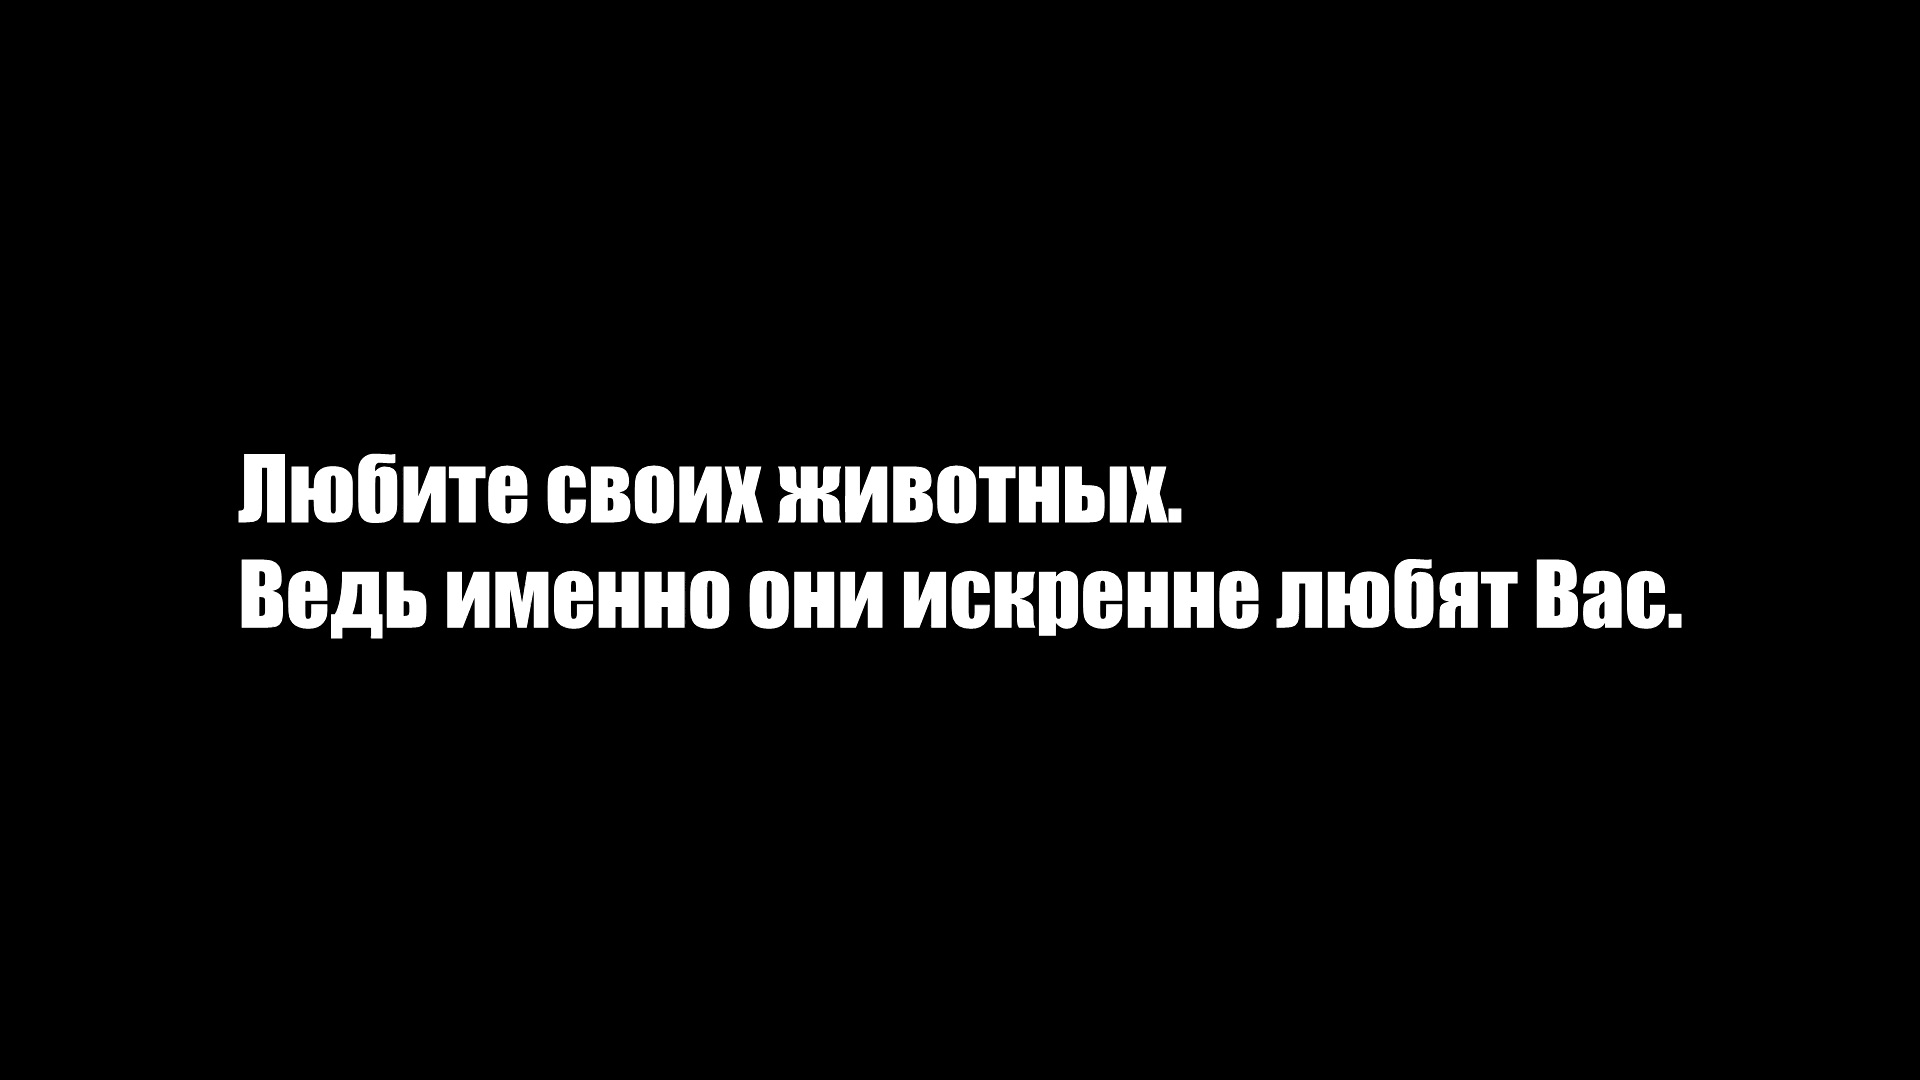 Любите своих животных.
Ведь именно они искренне любят Вас.